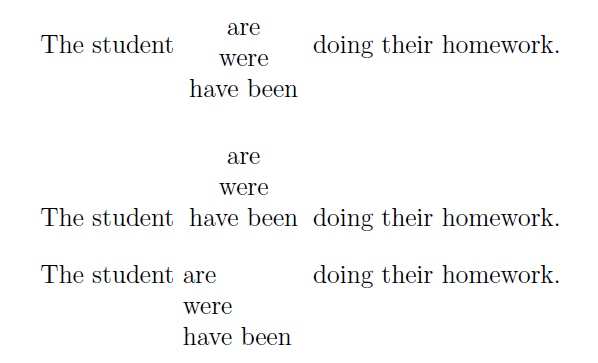 The student are doing their homework.
were
have been
are
were
The student have been doing their homework.
The student are doing their homework.
were
have been